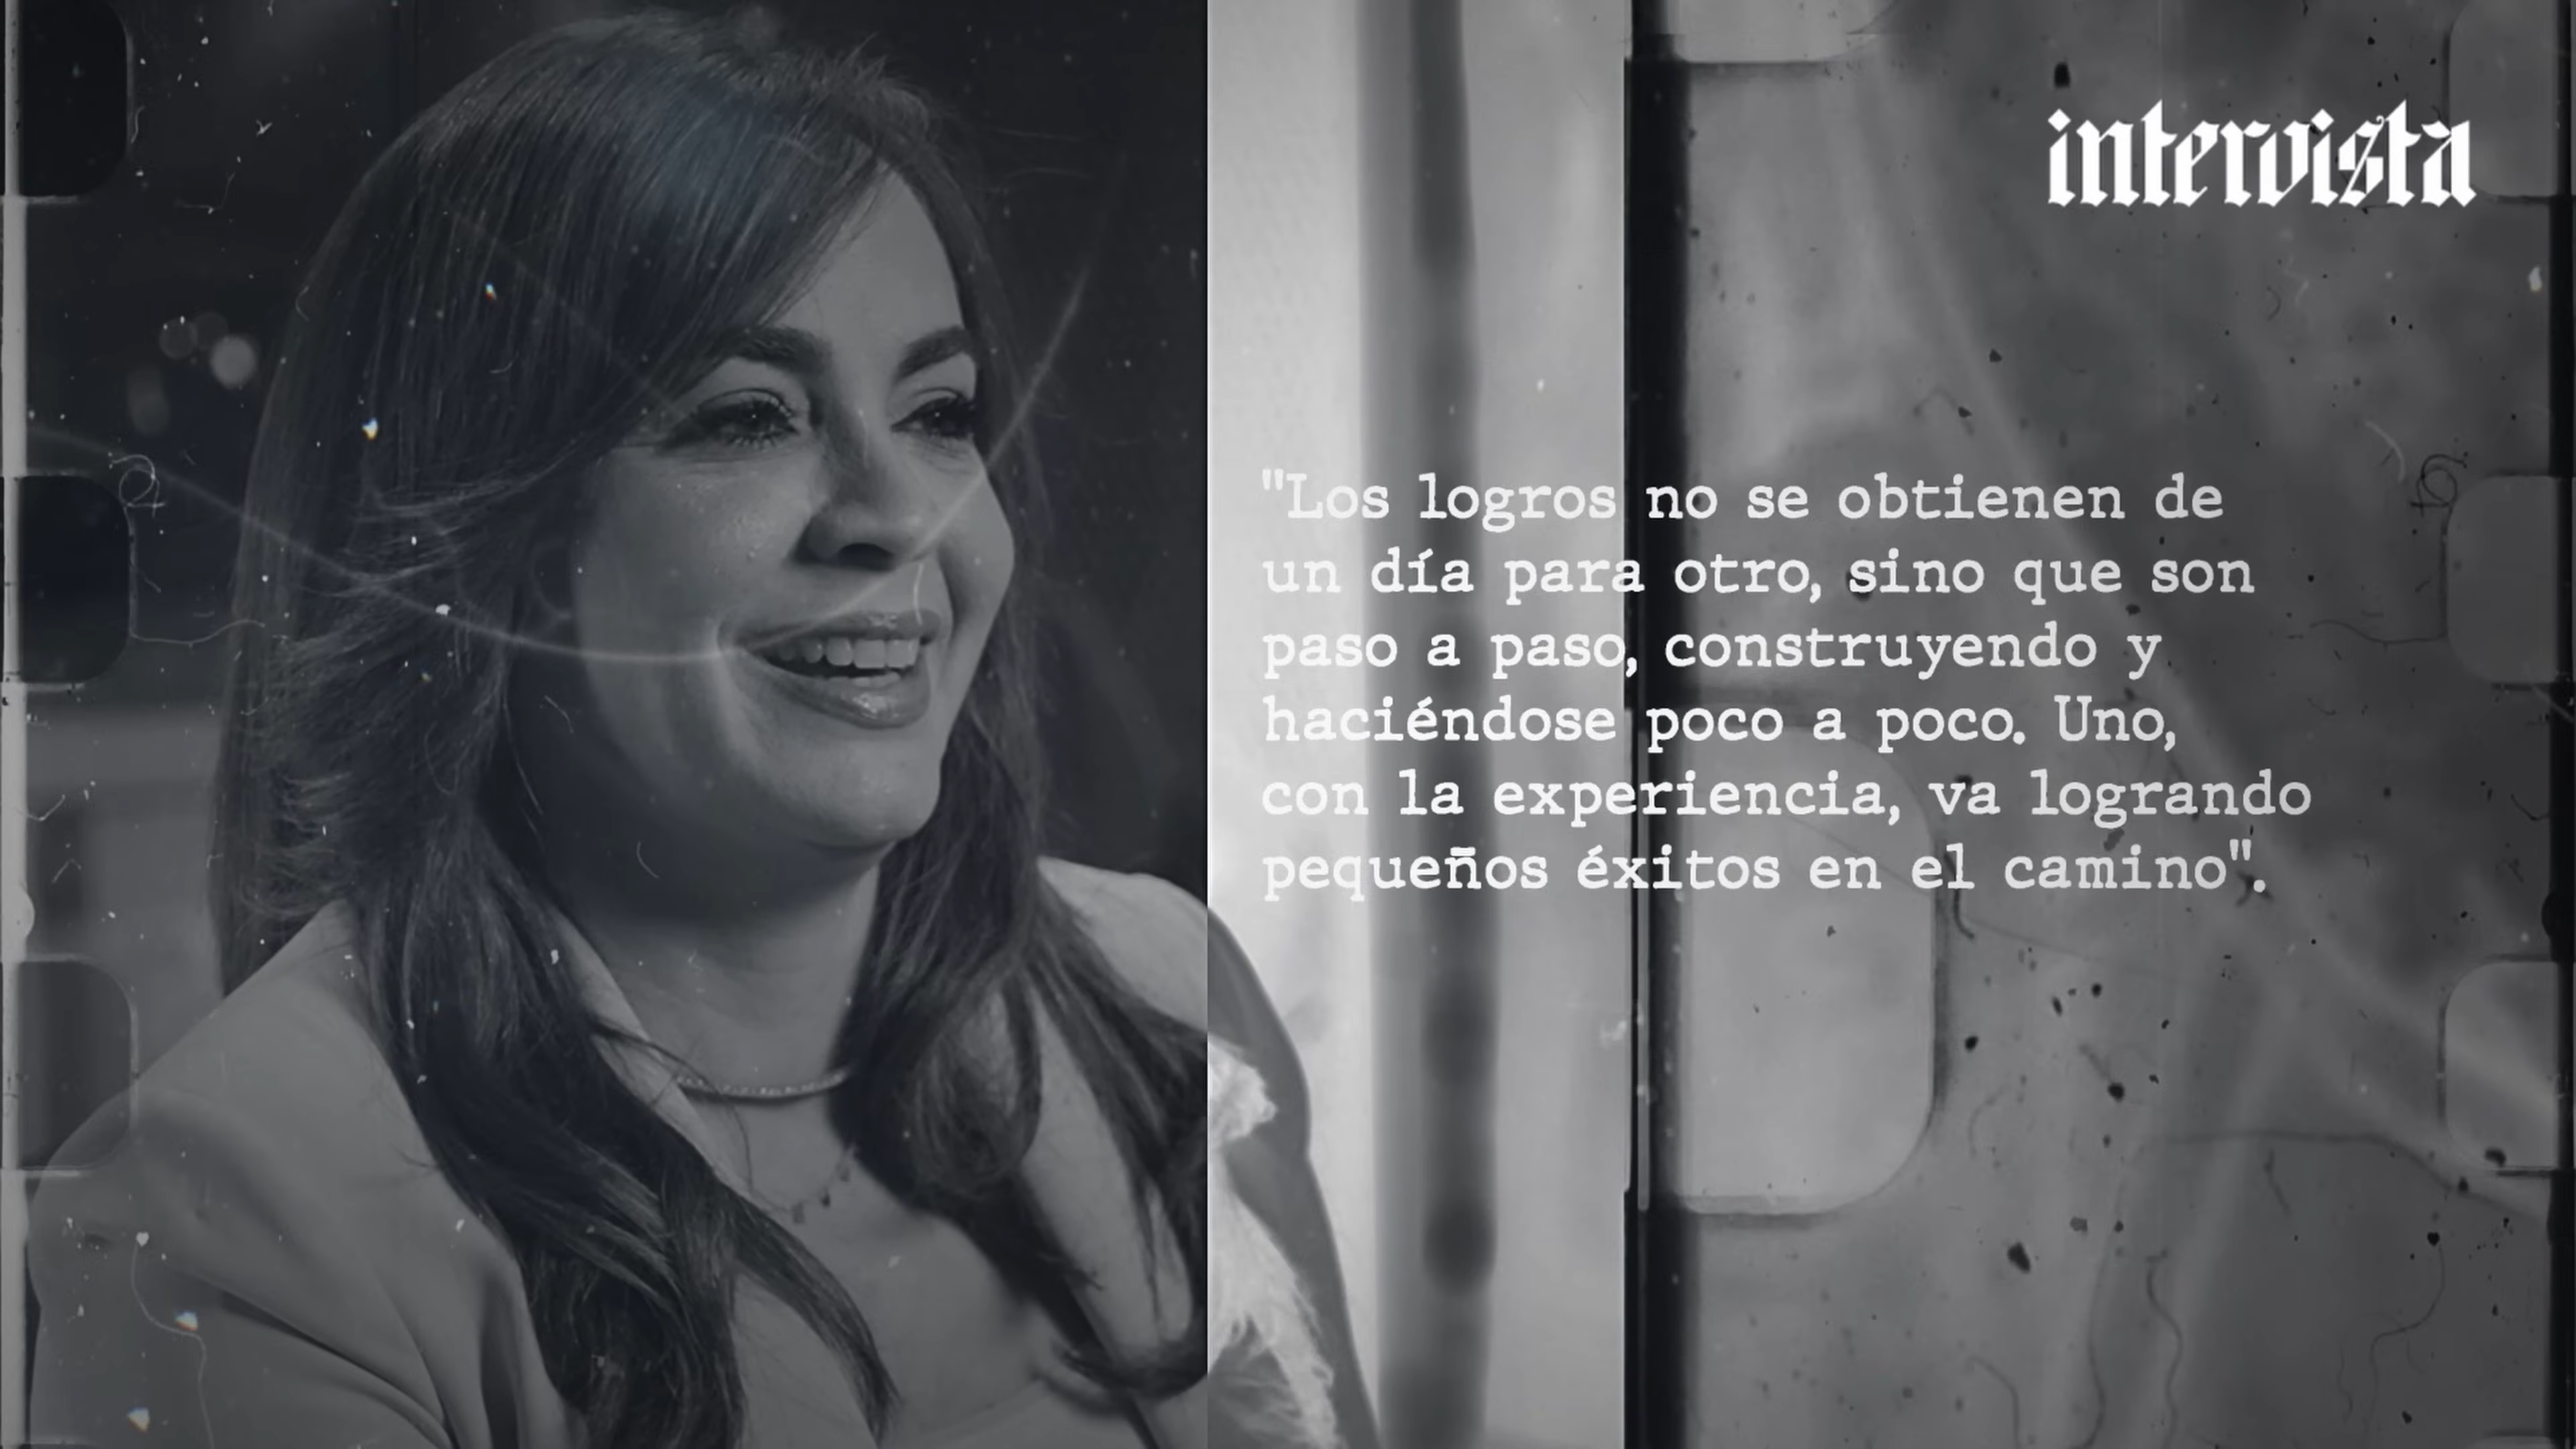 intervista
"Los logros no se obtienen de
un día para otro, sino que son
paso a paso, construyendo y
haciéndose poco a poco. Uno,
con la experiencia, va logrando
pequeños éxitos en el camino".